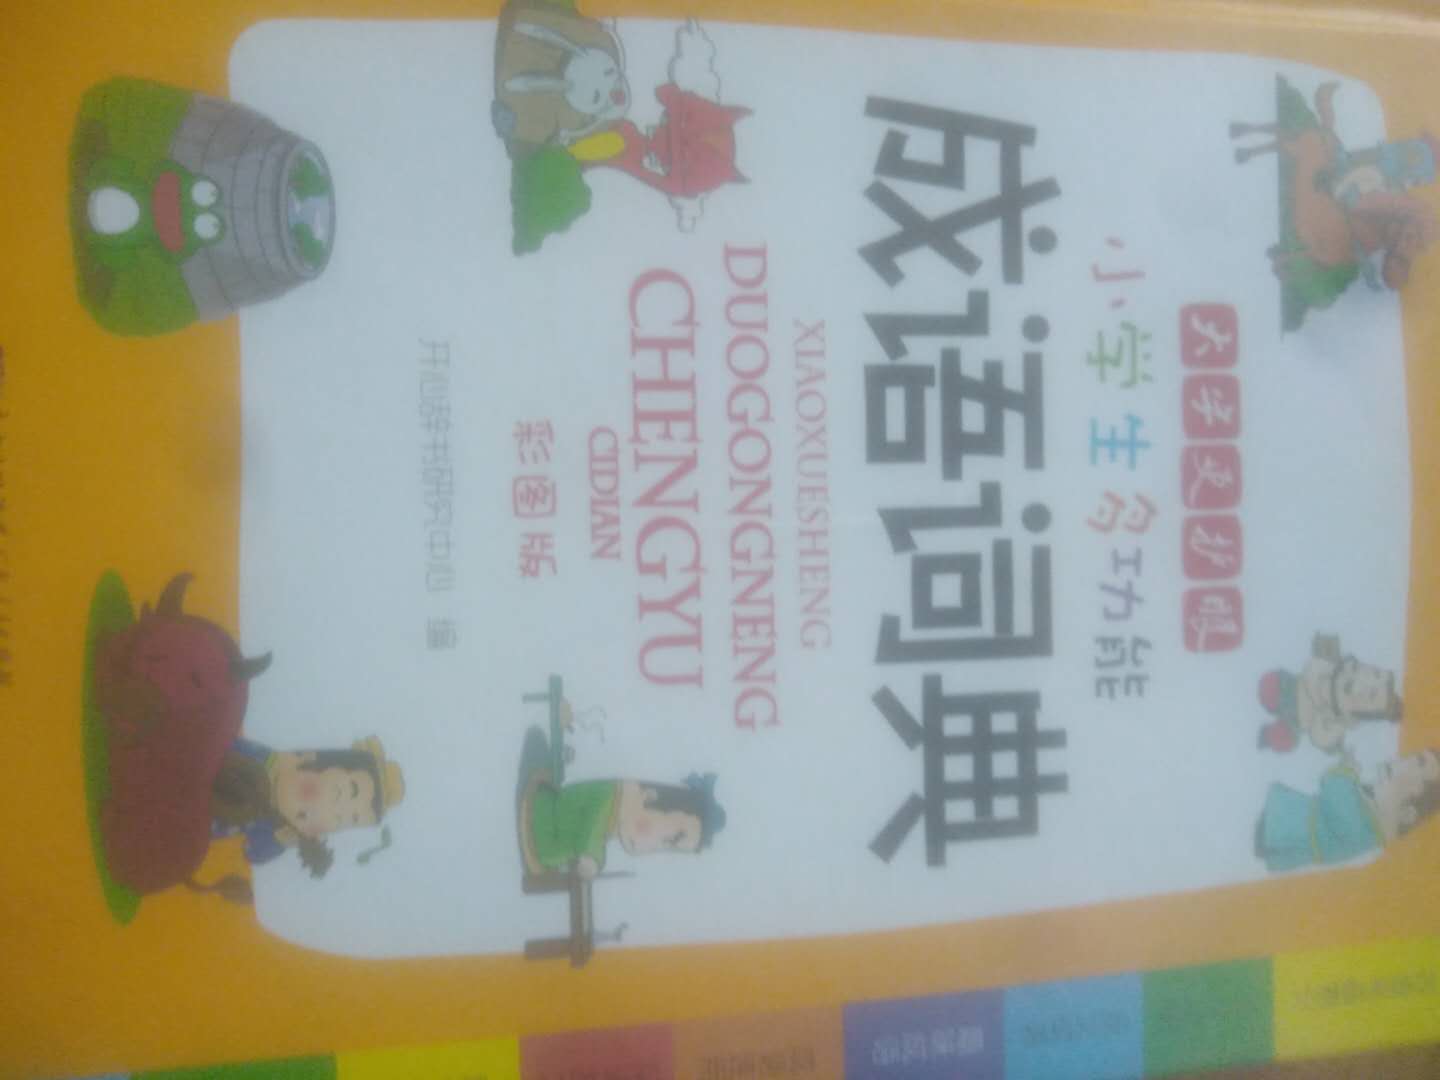 大字更护眼
小学生多功能
成语词典
XIAOXUESHENG
DUOGONGNENG
CHENGYU
CIDIAN
彩图版
开心辞书研究中心 编